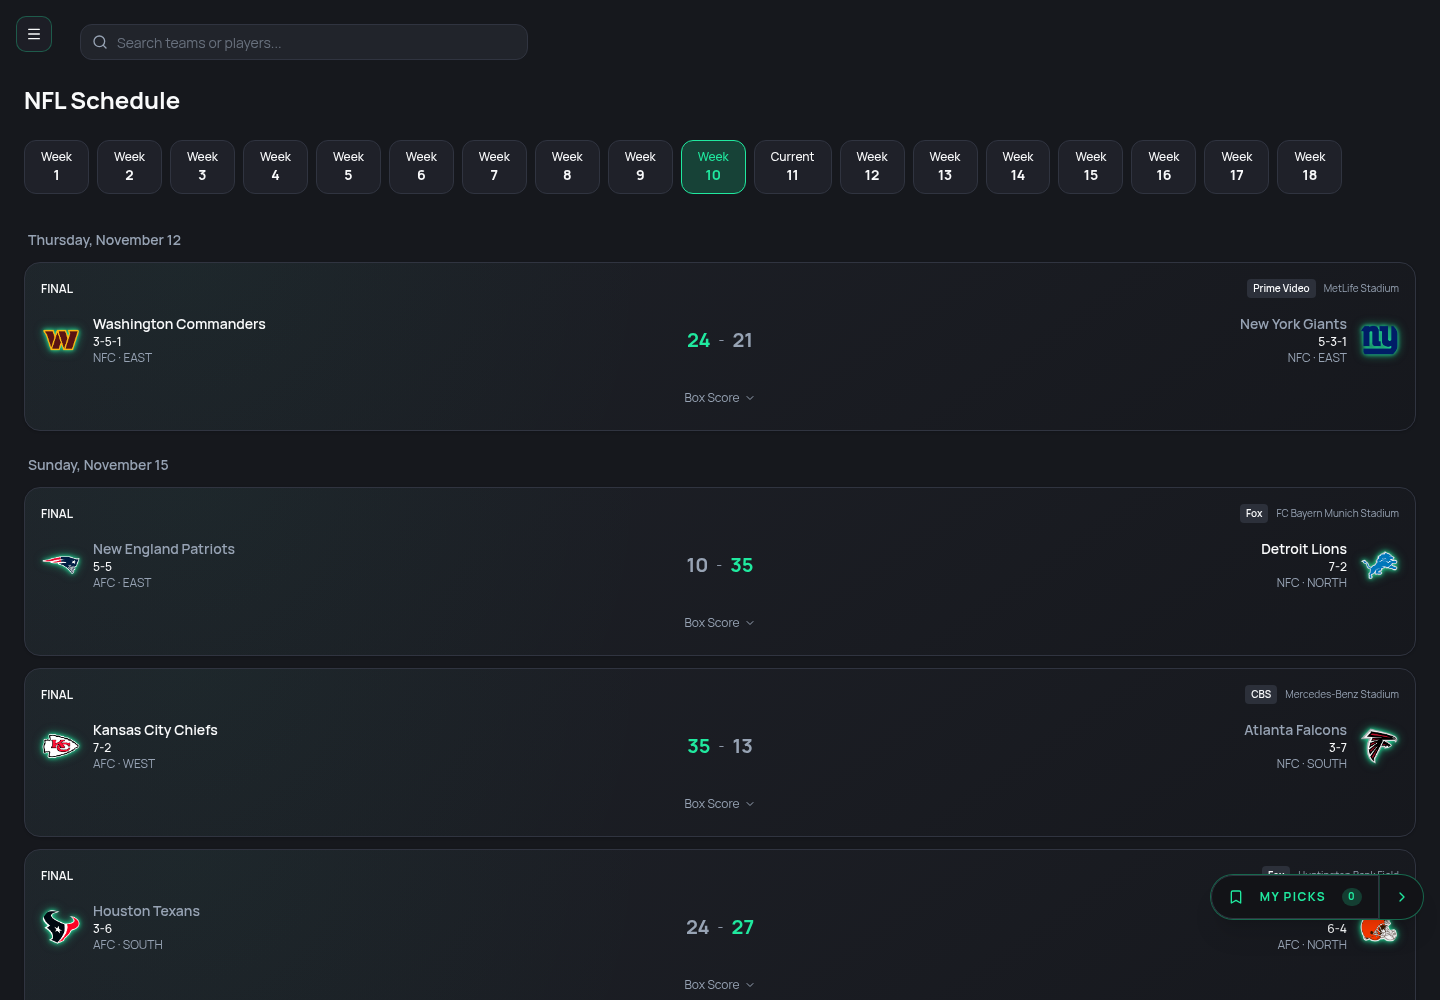 Search teams or players...
NFL Schedule
Week 1
Week 2
Week 3
Week 4
Week 5
Week 6
Week 7
Week 8
Week 9
Week 10
Current 11
Week 12
Week 13
Week 14
Week 15
Week 16
Week 17
Week 18
Thursday, November 12
FINAL
Prime Video MetLife Stadium
Washington Commanders
3-5-1
NFC · EAST
24 - 21
New York Giants
5-3-1
NFC · EAST
Box Score
Sunday, November 15
FINAL
Fox FC Bayern Munich Stadium
New England Patriots
5-5
AFC · EAST
10 - 35
Detroit Lions
7-2
NFC · NORTH
Box Score
FINAL
CBS Mercedes-Benz Stadium
Kansas City Chiefs
7-2
AFC · WEST
35 - 13
Atlanta Falcons
3-7
NFC · SOUTH
Box Score
FINAL
Houston Texans
3-6
AFC · SOUTH
24 - 27
6-4
AFC · NORTH
Box Score
MY PICKS 0